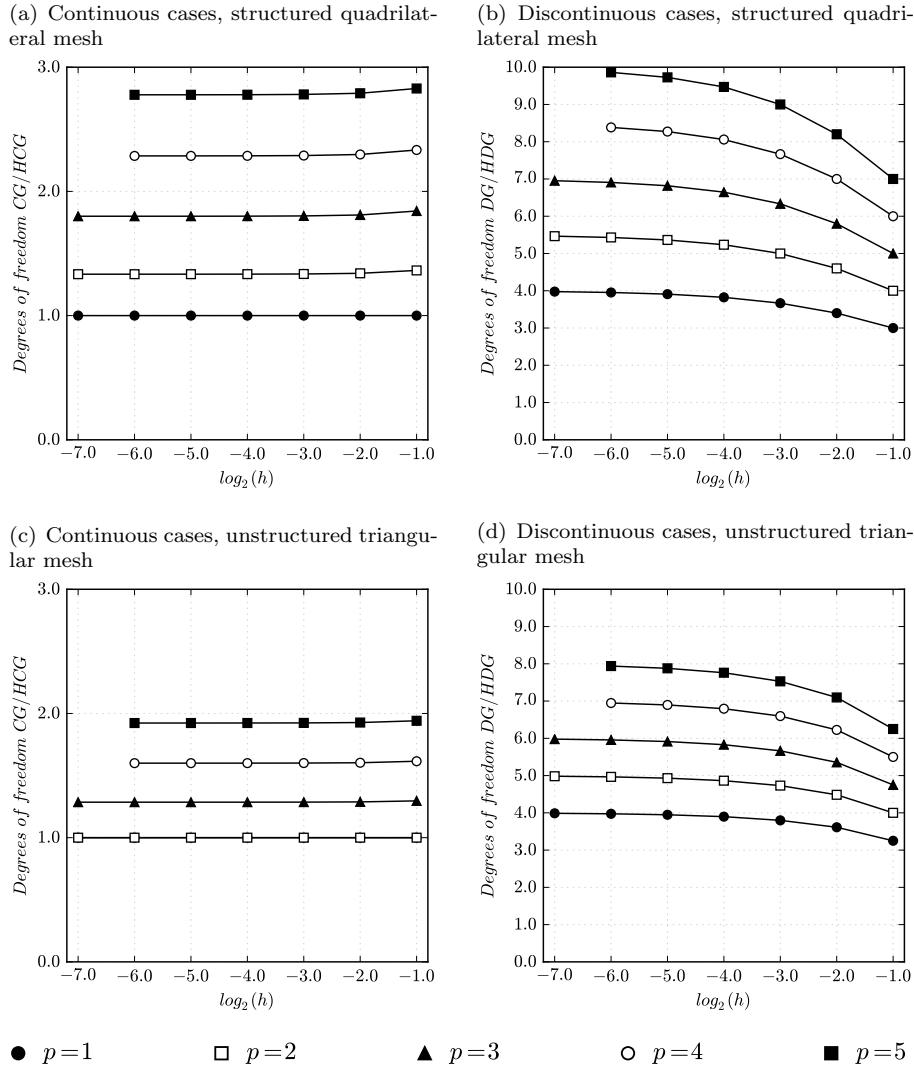 (a) Continuous cases, structured quadrilat-
eral mesh
3.0
2.0
1.0
0.0
Degrees of freedom CG/HCG
−7.0 −6.0 −5.0 −4.0 −3.0 −2.0 −1.0
log₂(h)
(b) Discontinuous cases, structured quadri-
lateral mesh
10.0
9.0
8.0
7.0
6.0
5.0
4.0
3.0
2.0
1.0
0.0
Degrees of freedom DG/HDG
−7.0 −6.0 −5.0 −4.0 −3.0 −2.0 −1.0
log₂(h)
(c) Continuous cases, unstructured triangu-
lar mesh
3.0
2.0
1.0
0.0
Degrees of freedom CG/HCG
−7.0 −6.0 −5.0 −4.0 −3.0 −2.0 −1.0
log₂(h)
(d) Discontinuous cases, unstructured trian-
gular mesh
10.0
9.0
8.0
7.0
6.0
5.0
4.0
3.0
2.0
1.0
0.0
Degrees of freedom DG/HDG
−7.0 −6.0 −5.0 −4.0 −3.0 −2.0 −1.0
log₂(h)
p=1 p=2 p=3 p=4 p=5